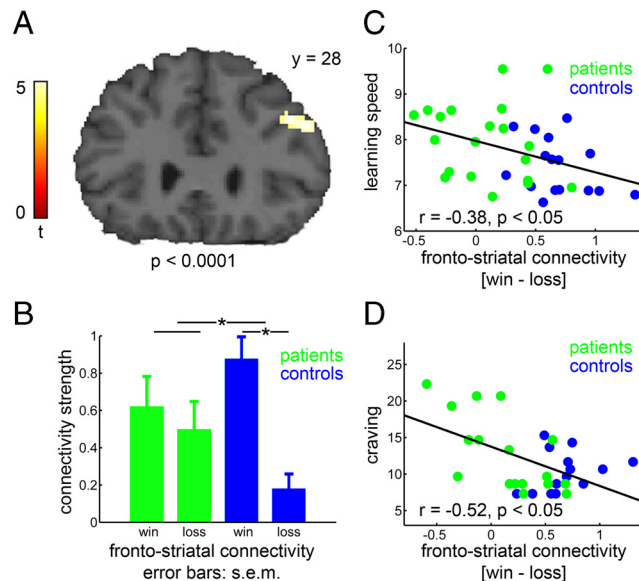 A
y = 28
5
0
t
p < 0.0001
B
connectivity strength
1
0.8
0.6
0.4
0.2
0
*
*
patients
controls
win loss win loss
fronto-striatal connectivity
error bars: s.e.m.
C
learning speed
10
9
8
7
6
patients
controls
r = -0.38, p < 0.05
-0.5 0 0.5 1
fronto-striatal connectivity
[win - loss]
D
craving
25
20
15
10
5
patients
controls
r = -0.52, p < 0.05
-0.5 0 0.5 1
fronto-striatal connectivity
[win - loss]